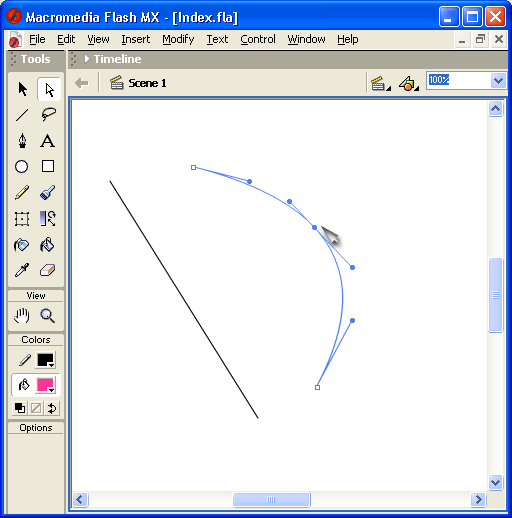 Macromedia Flash MX - [Index.fla]
File Edit View Insert Modify Text Control Window Help
Tools
Timeline
Scene 1
100%
A
View
Colors
Options